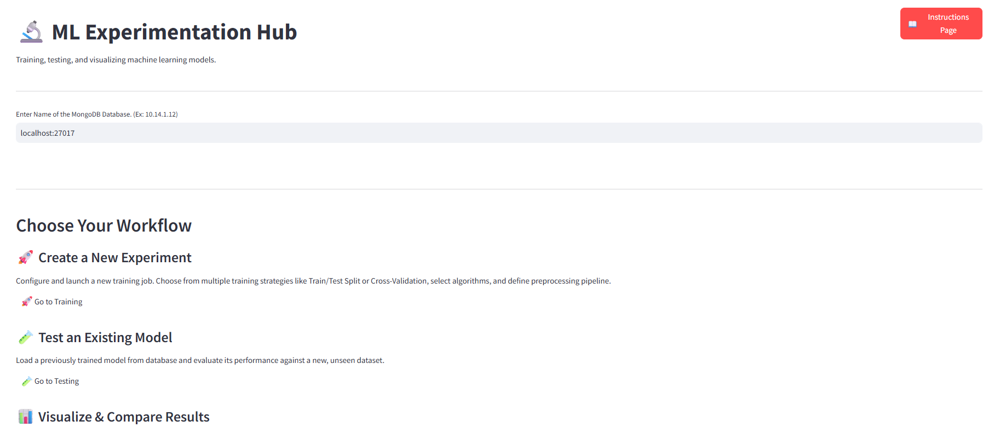 ML Experimentation Hub
Instructions
Page
Training, testing, and visualizing machine learning models.
Enter Name of the MongoDB Database. (Ex: 10.14.1.12)
localhost:27017
Choose Your Workflow
Create a New Experiment
Configure and launch a new training job. Choose from multiple training strategies like Train/Test Split or Cross-Validation, select algorithms, and define preprocessing pipeline.
Go to Training
Test an Existing Model
Load a previously trained model from database and evaluate its performance against a new, unseen dataset.
Go to Testing
Visualize & Compare Results